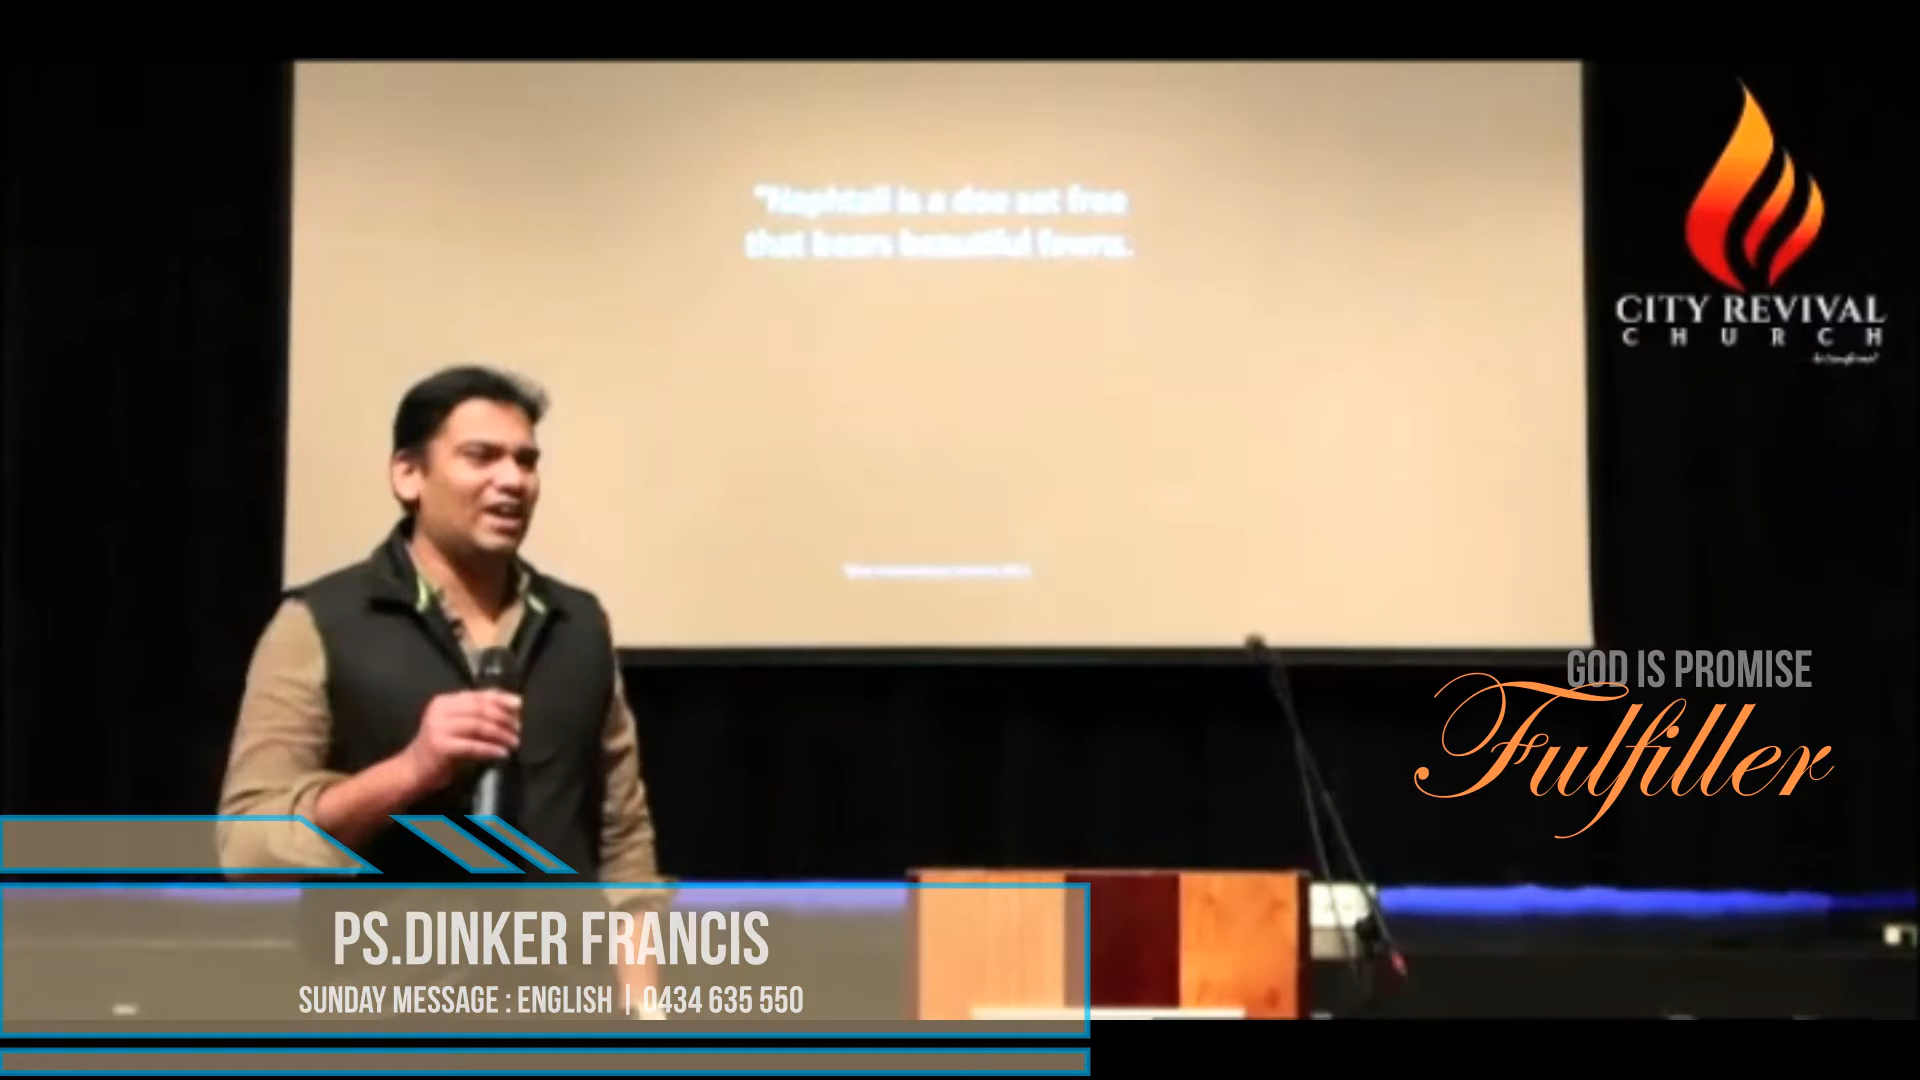 "Naphtali is a doe set free
that bears beautiful fawns.
CITY REVIVAL
CHURCH
GOD IS PROMISE
Fulfiller
PS.DINKER FRANCIS
SUNDAY MESSAGE : ENGLISH | 0434 635 550